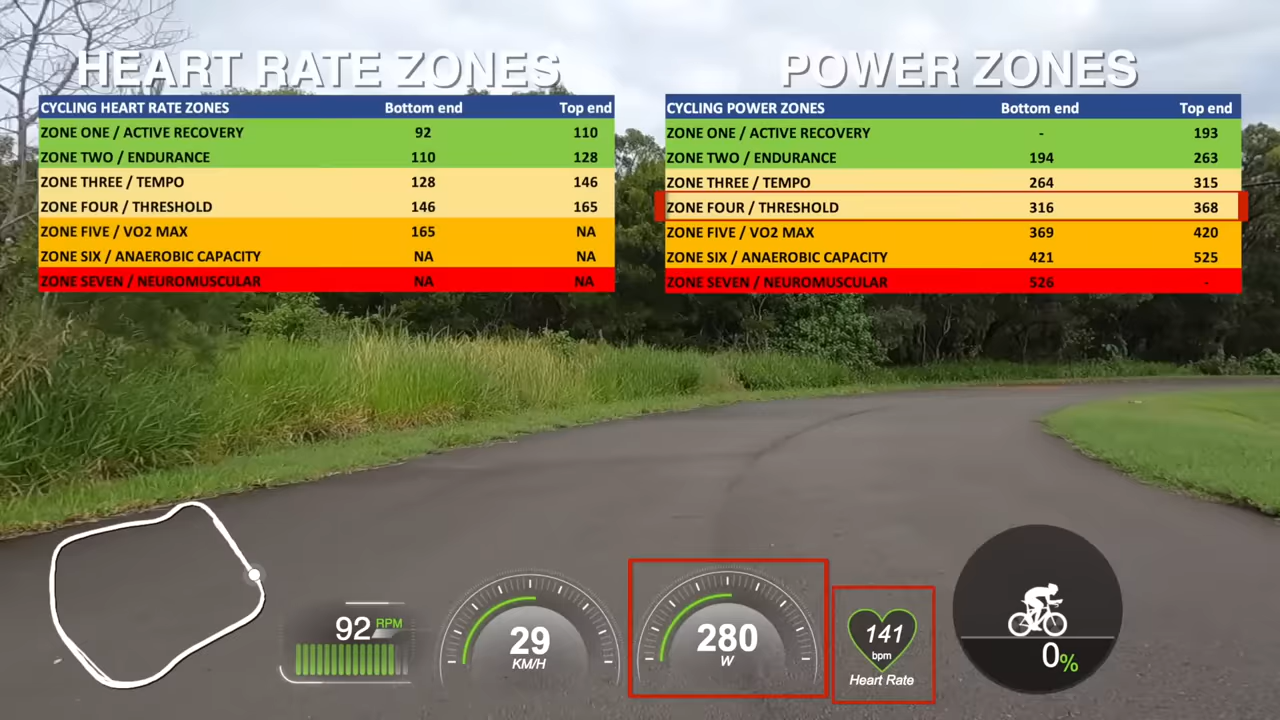 HEART RATE ZONES
CYCLING HEART RATE ZONES Bottom end Top end
ZONE ONE / ACTIVE RECOVERY 92 110
ZONE TWO / ENDURANCE 110 128
ZONE THREE / TEMPO 128 146
ZONE FOUR / THRESHOLD 146 165
ZONE FIVE / VO2 MAX 165 NA
ZONE SIX / ANAEROBIC CAPACITY NA NA
ZONE SEVEN / NEUROMUSCULAR NA NA
POWER ZONES
CYCLING POWER ZONES Bottom end Top end
ZONE ONE / ACTIVE RECOVERY - 193
ZONE TWO / ENDURANCE 194 263
ZONE THREE / TEMPO 264 315
ZONE FOUR / THRESHOLD 316 368
ZONE FIVE / VO2 MAX 369 420
ZONE SIX / ANAEROBIC CAPACITY 421 525
ZONE SEVEN / NEUROMUSCULAR 526 -
92 RPM
29
KM/H
280
W
141
bpm
Heart Rate
0%